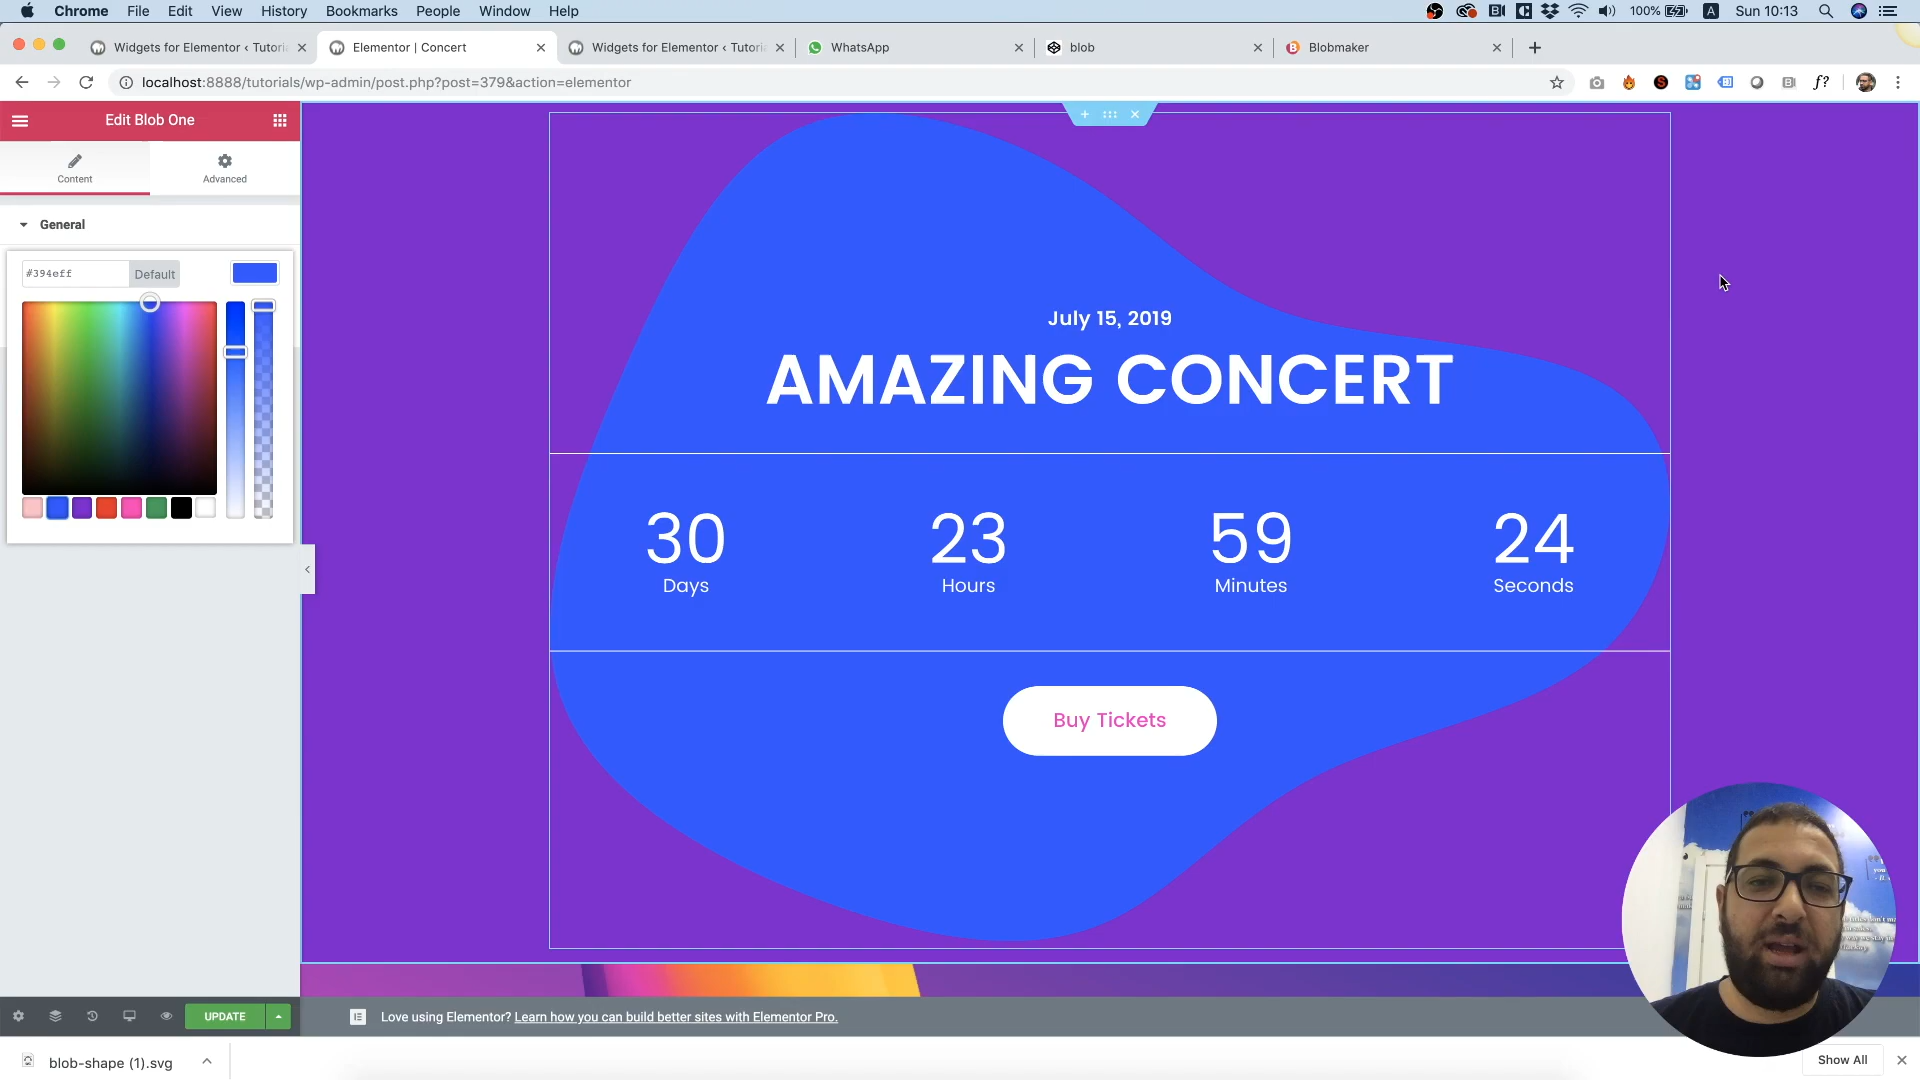 Chrome File Edit View History Bookmarks People Window Help
100% A Sun 10:13
Widgets for Elementor ‹ Tutori
Elementor | Concert
Widgets for Elementor ‹ Tutori
WhatsApp
blob
Blobmaker
localhost:8888/tutorials/wp-admin/post.php?post=379&action=elementor
f?
Edit Blob One
Content
Advanced
General
#394eff
Default
July 15, 2019
AMAZING CONCERT
30 23 59 24
Days Hours Minutes Seconds
Buy Tickets
UPDATE
Love using Elementor? Learn how you can build better sites with Elementor Pro.
blob-shape (1).svg
Show All